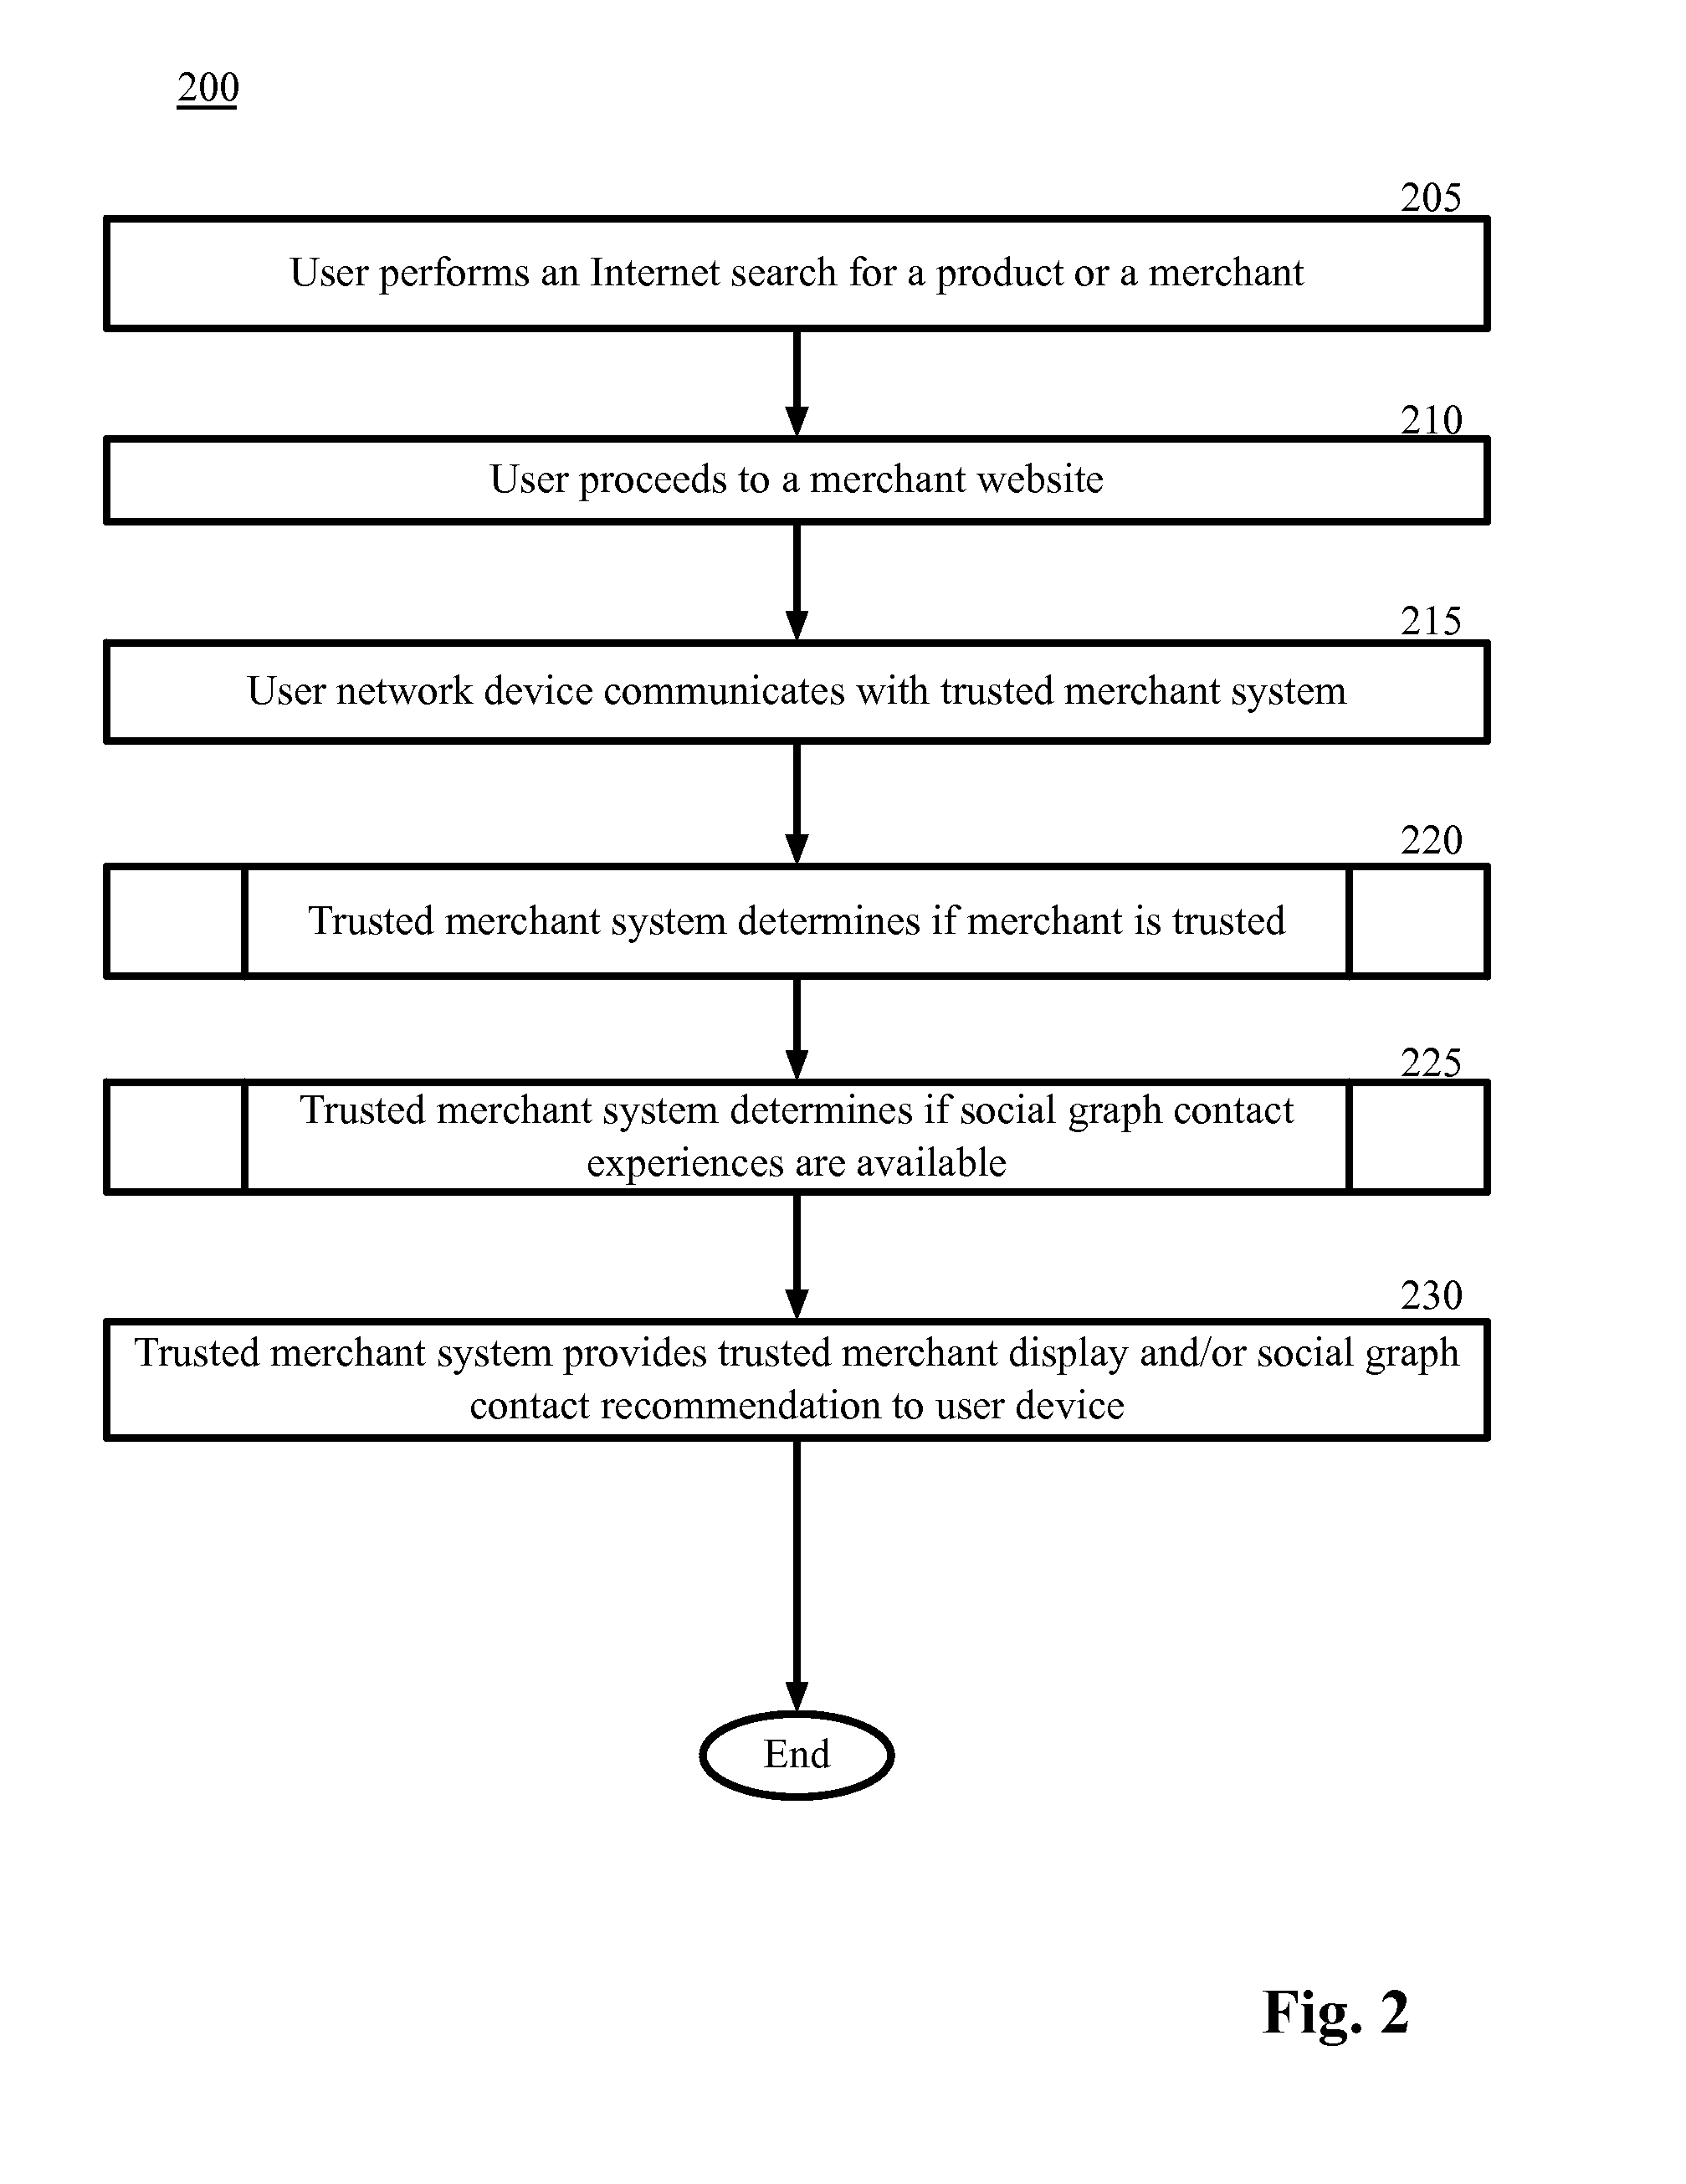 200
205
User performs an Internet search for a product or a merchant
210
User proceeds to a merchant website
215
User network device communicates with trusted merchant system
220
Trusted merchant system determines if merchant is trusted
225
Trusted merchant system determines if social graph contact
experiences are available
230
Trusted merchant system provides trusted merchant display and/or social graph
contact recommendation to user device
End
Fig. 2